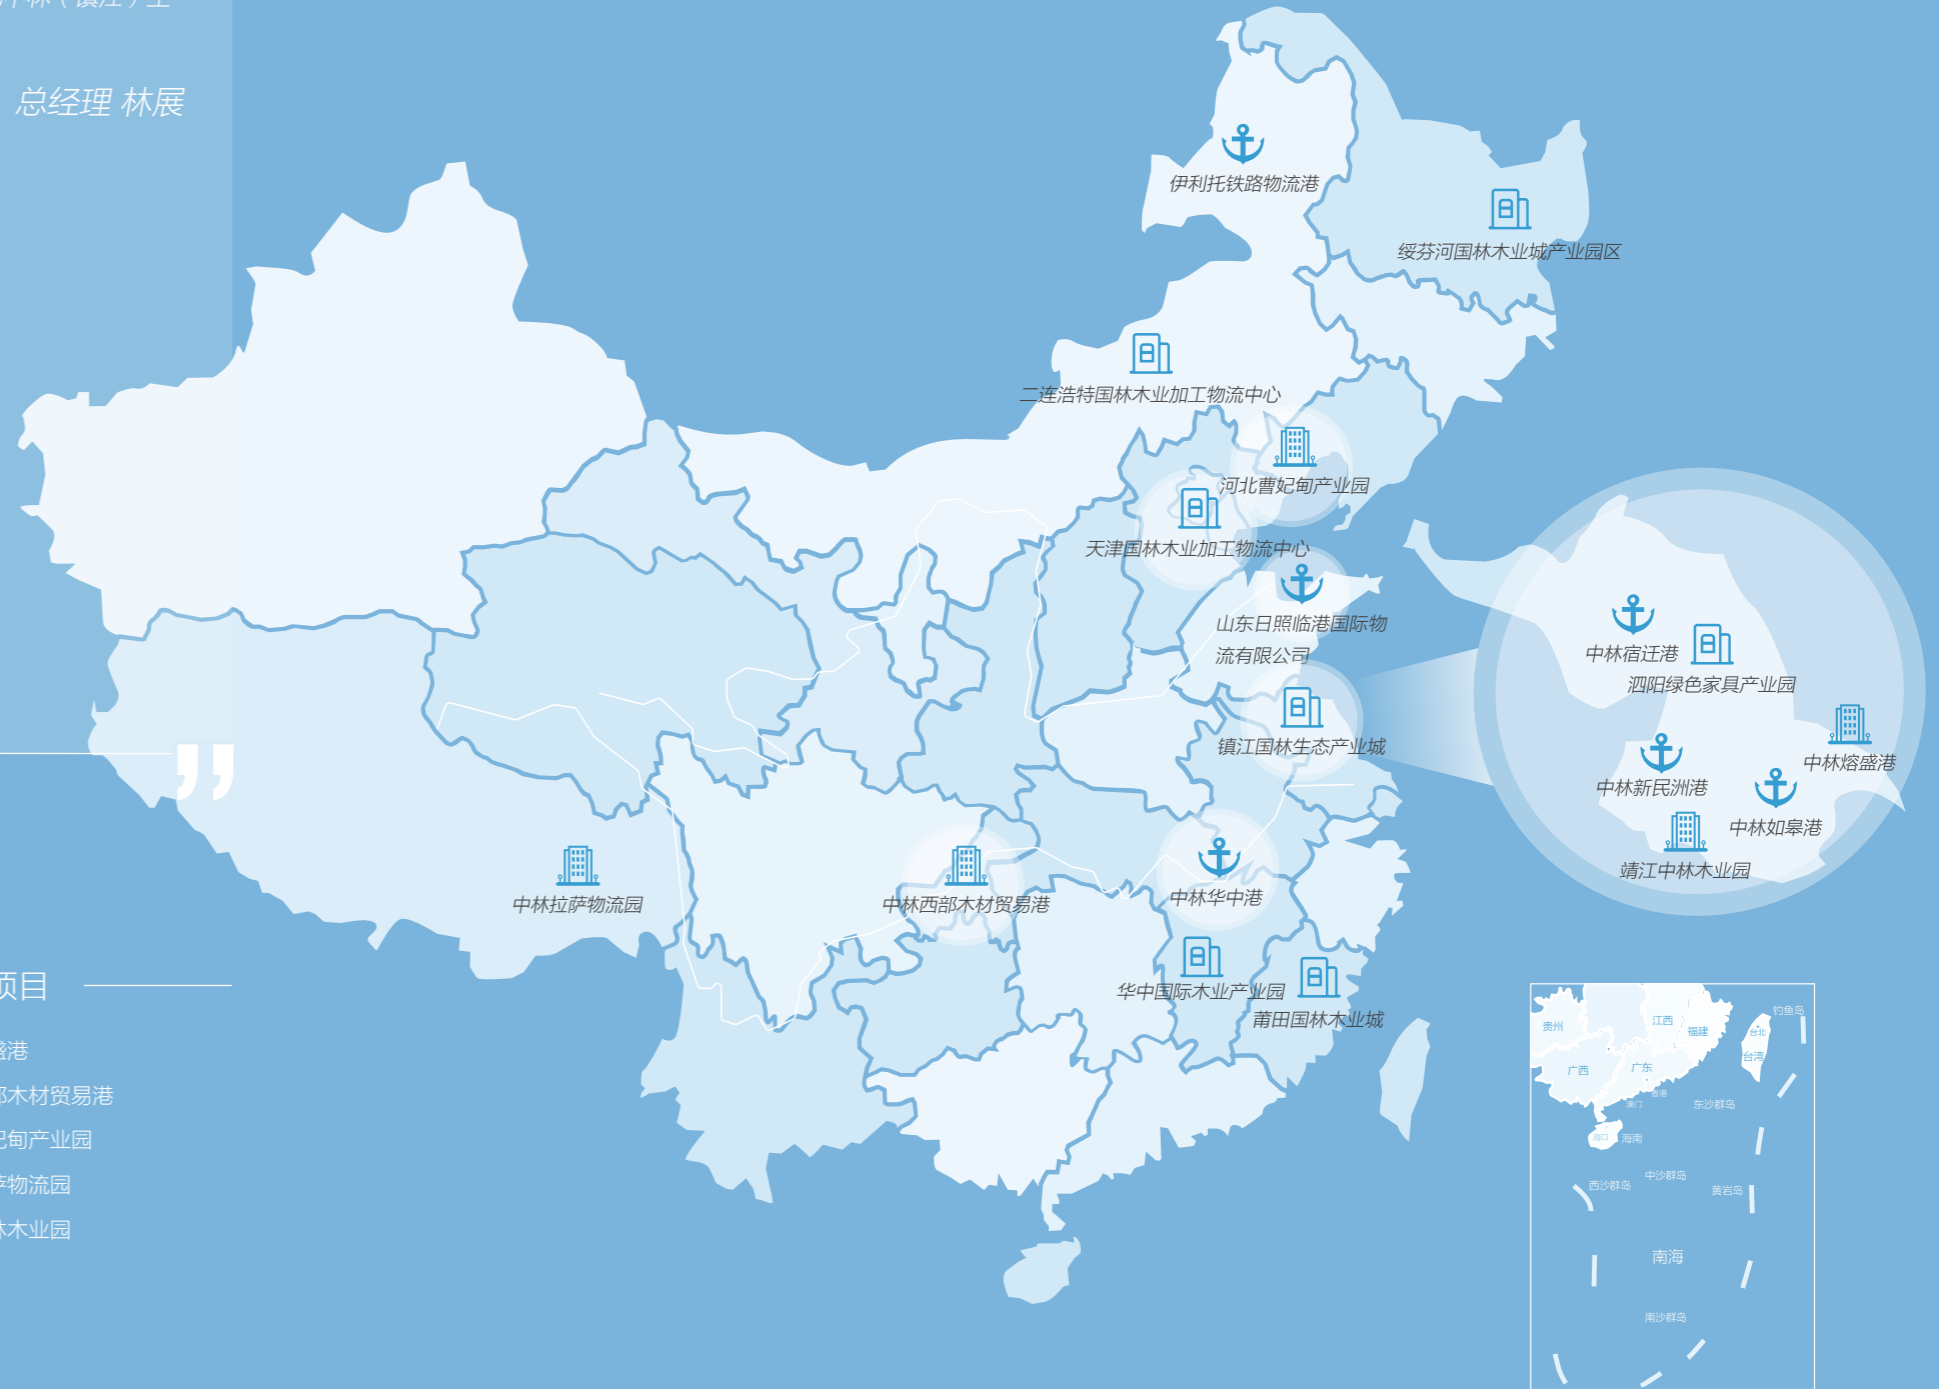 中林（镇江）生
总经理 林展
”
项目
盛港
部木材贸易港
妃甸产业园
萨物流园
林木业园
伊利托铁路物流港
绥芬河国林木业城产业园区
二连浩特国林木业加工物流中心
河北曹妃甸产业园
天津国林木业加工物流中心
山东日照临港国际物
流有限公司
镇江国林生态产业城
中林拉萨物流园
中林西部木材贸易港
中林华中港
华中国际木业产业园
莆田国林木业城
中林宿迁港
泗阳绿色家具产业园
中林熔盛港
中林新民洲港
中林如皋港
靖江中林木业园
钓鱼岛
贵州
江西
福建
台北
台湾
广西
广东
香港
澳门
东沙群岛
海口
海南
中沙群岛
西沙群岛
黄岩岛
南海
南沙群岛